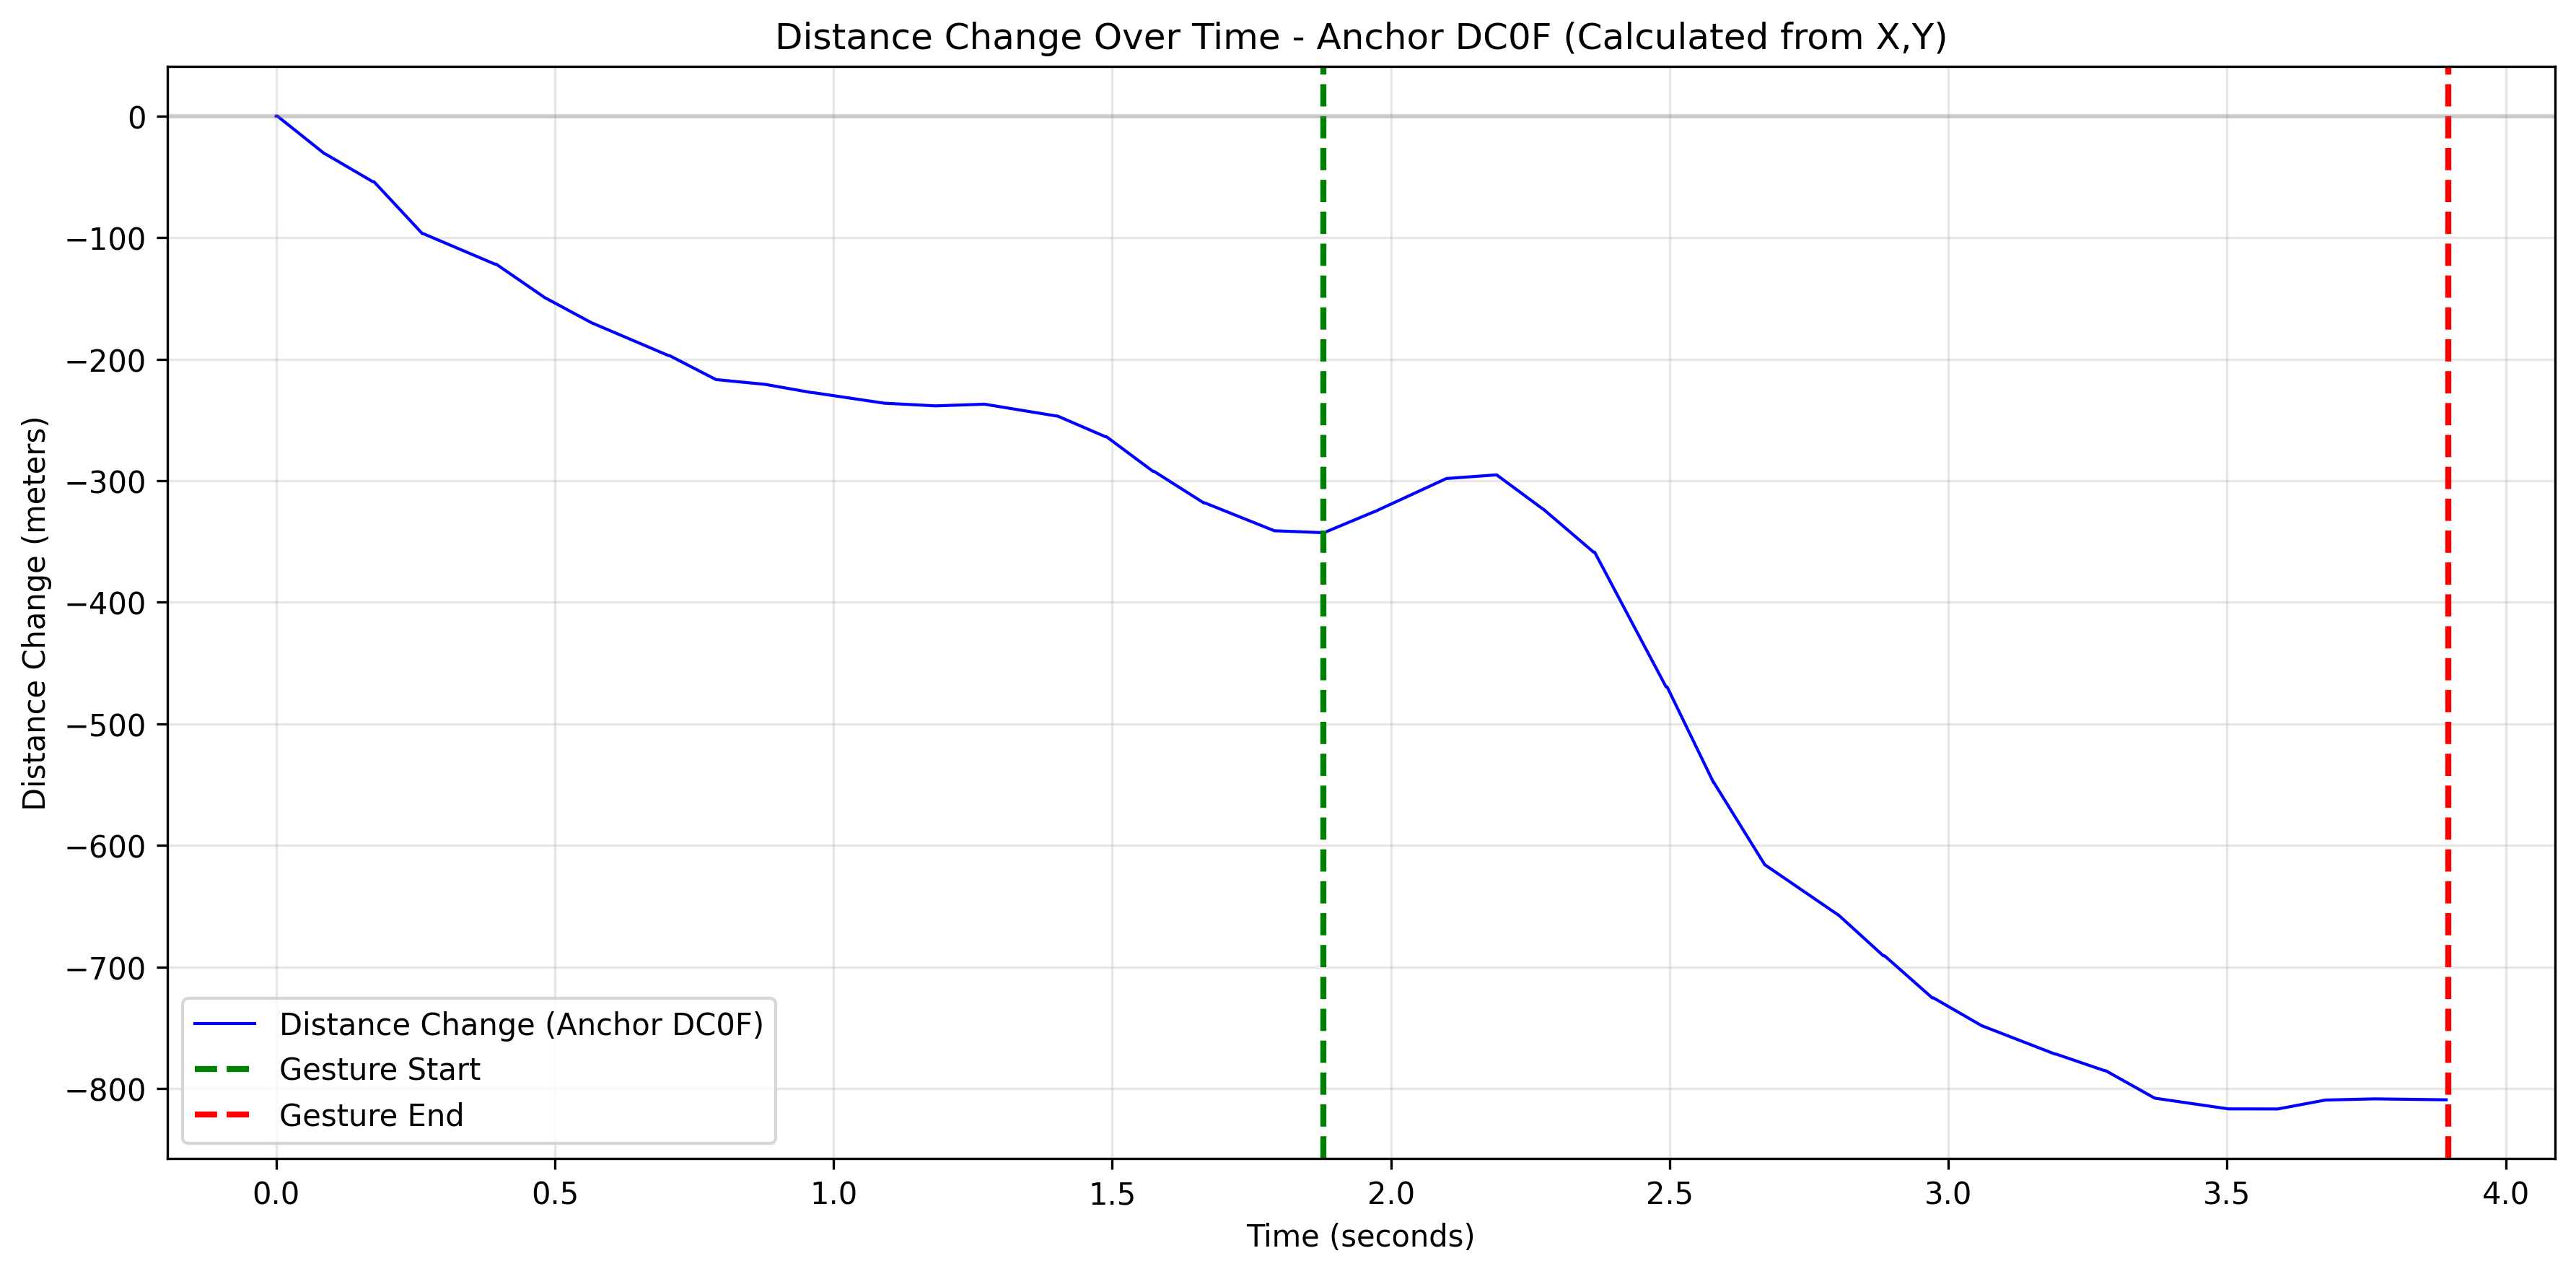 Distance Change Over Time - Anchor DC0F (Calculated from X,Y)
Distance Change (meters)
0
−100
−200
−300
−400
−500
−600
−700
−800
Distance Change (Anchor DC0F)
Gesture Start
Gesture End
0.0 0.5 1.0 1.5 2.0 2.5 3.0 3.5 4.0
Time (seconds)